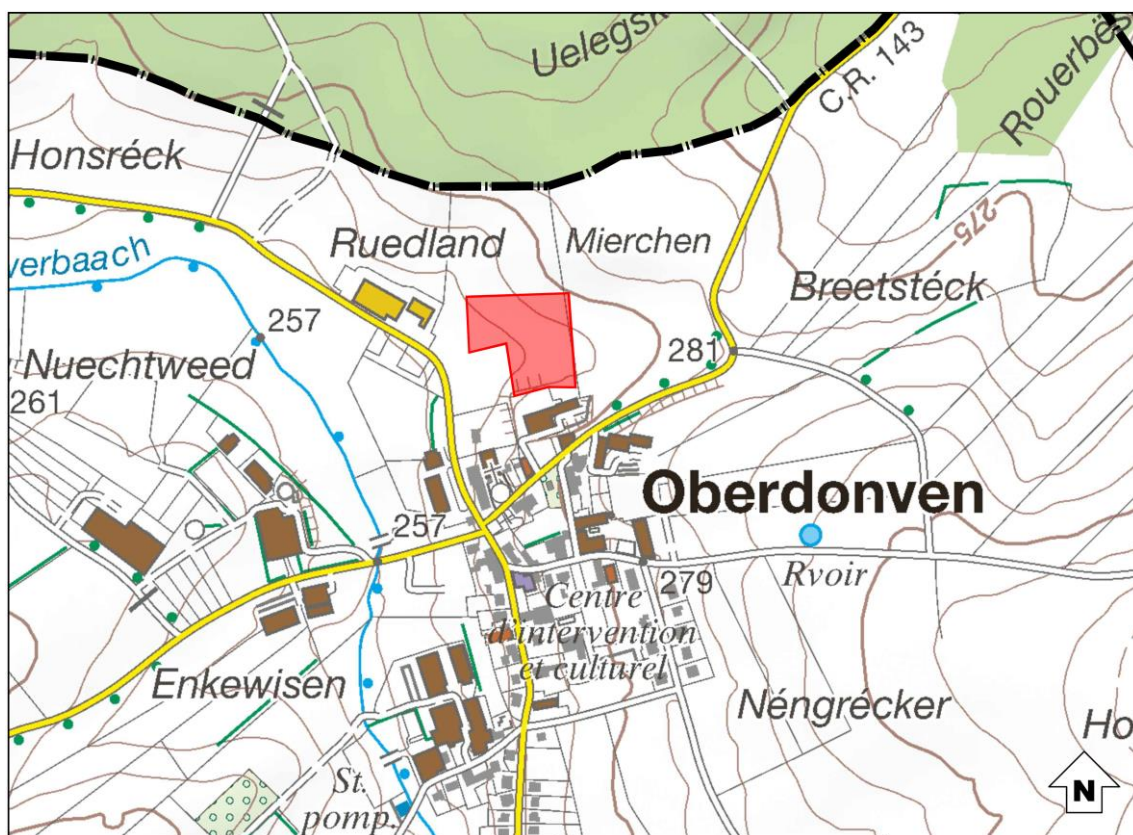 Uelegsk
C.R. 143
Rouerbës
Honsréck
Ruedland
Mierchen
275
verbaach
Breetstéck
257
281
Nuechtweed
261
Oberdonven
257
Rvoir
279
Centre
d'intervention
et culturel
Enkewisen
Néngrécker
Ho
St.
pomp.
N